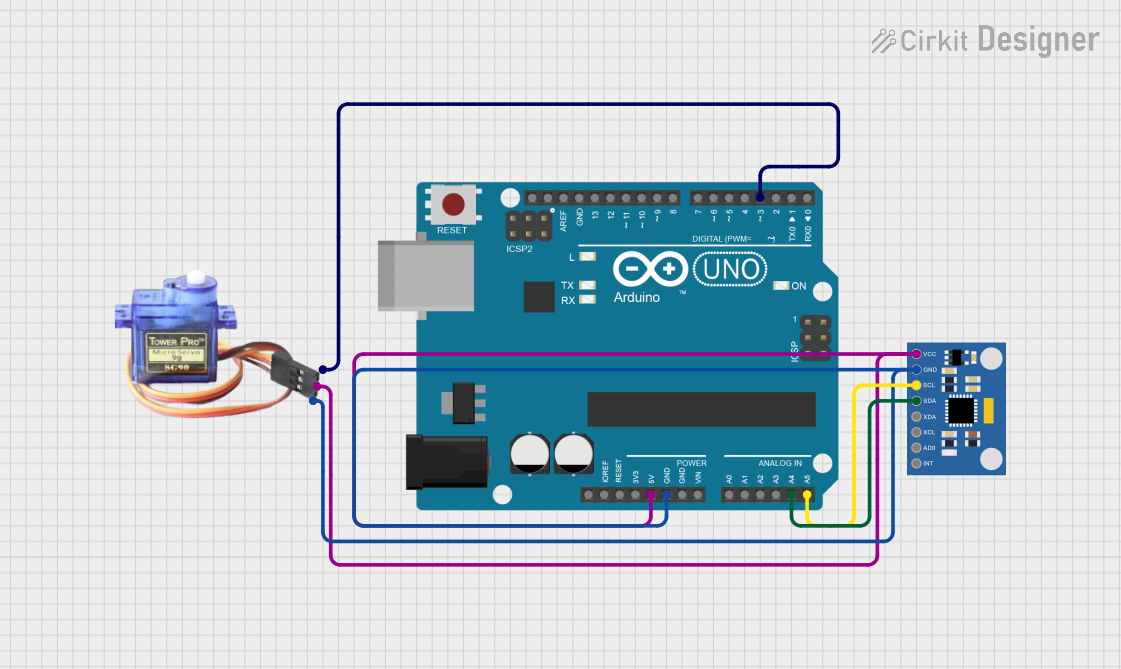 Cirkit Designer
RESET
ICSP2
AREF
GND
13
12
~ 11
~ 10
~ 9
8
7
~ 6
~ 5
4
~ 3
2
TX0 ▶ 1
RX0 ◀ 0
DIGITAL (PWM= ~
L
TX
RX
Arduino
™
UNO
ON
1
ICSP
TOWER PRO™
Micro Servo
9g
SG90
VCC
GND
SCL
SDA
XDA
XCL
AD0
INT
POWER
ANALOG IN
IOREF
RESET
3V3
5V
GND
GND
VIN
A0
A1
A2
A3
A4
A5